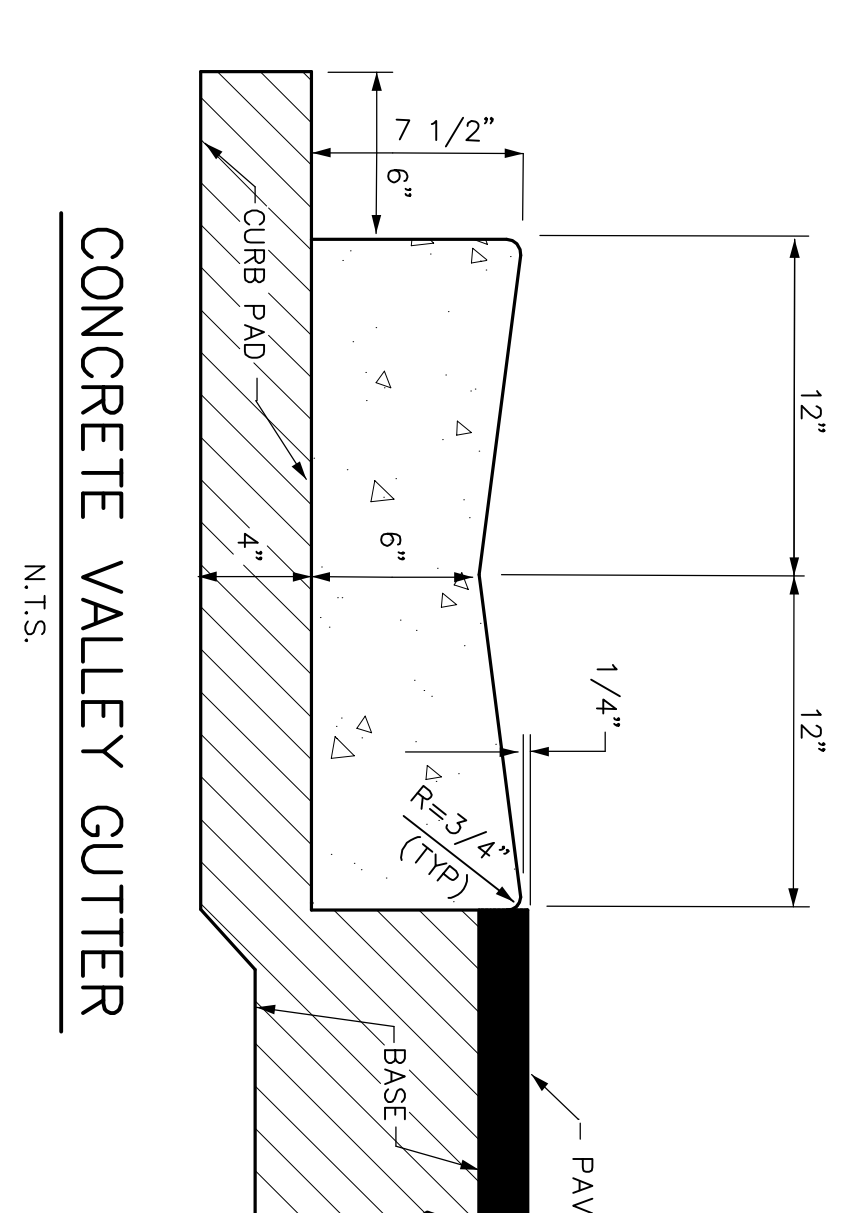 12”
12”
1/4”
7 1/2”
6”
6”
4”
R=3/4”
(TYP)
CURB PAD
BASE
PAV
CONCRETE VALLEY GUTTER
N.T.S.